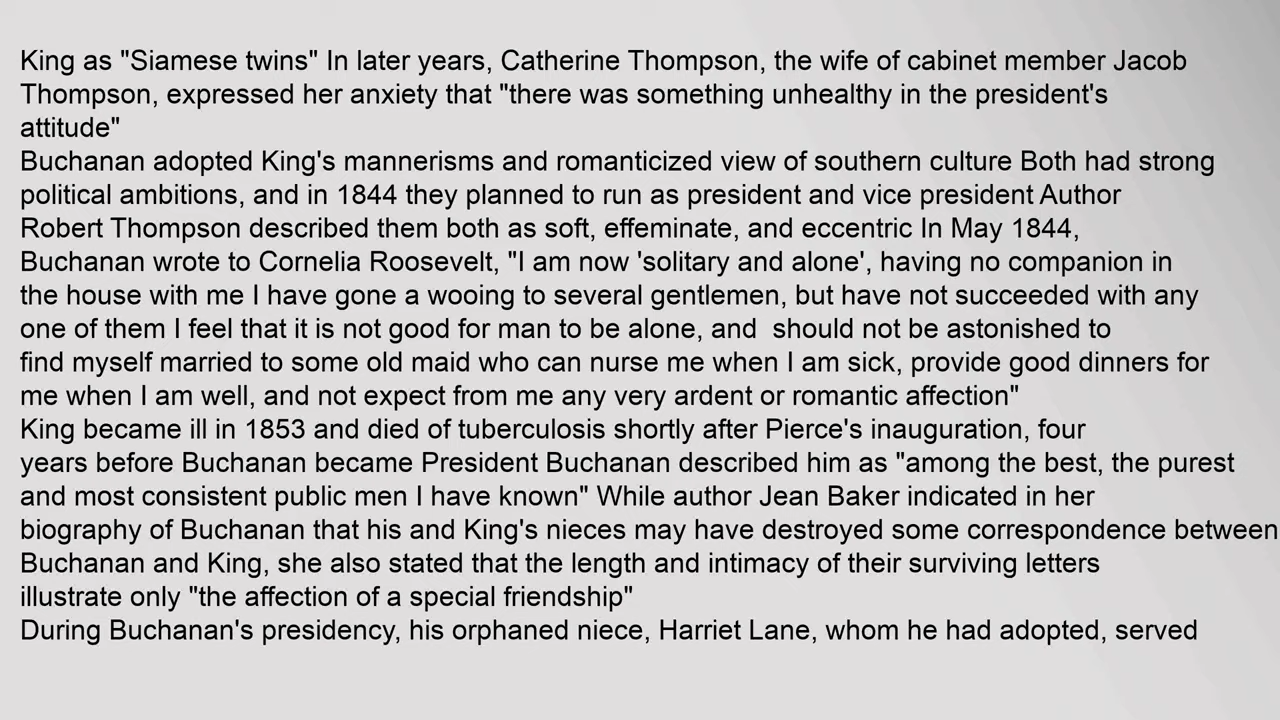 King as "Siamese twins" In later years, Catherine Thompson, the wife of cabinet member Jacob
Thompson, expressed her anxiety that "there was something unhealthy in the president's
attitude"
Buchanan adopted King's mannerisms and romanticized view of southern culture Both had strong
political ambitions, and in 1844 they planned to run as president and vice president Author
Robert Thompson described them both as soft, effeminate, and eccentric In May 1844,
Buchanan wrote to Cornelia Roosevelt, "I am now 'solitary and alone', having no companion in
the house with me I have gone a wooing to several gentlemen, but have not succeeded with any
one of them I feel that it is not good for man to be alone, and  should not be astonished to
find myself married to some old maid who can nurse me when I am sick, provide good dinners for
me when I am well, and not expect from me any very ardent or romantic affection"
King became ill in 1853 and died of tuberculosis shortly after Pierce's inauguration, four
years before Buchanan became President Buchanan described him as "among the best, the purest
and most consistent public men I have known" While author Jean Baker indicated in her
biography of Buchanan that his and King's nieces may have destroyed some correspondence between
Buchanan and King, she also stated that the length and intimacy of their surviving letters
illustrate only "the affection of a special friendship"
During Buchanan's presidency, his orphaned niece, Harriet Lane, whom he had adopted, served